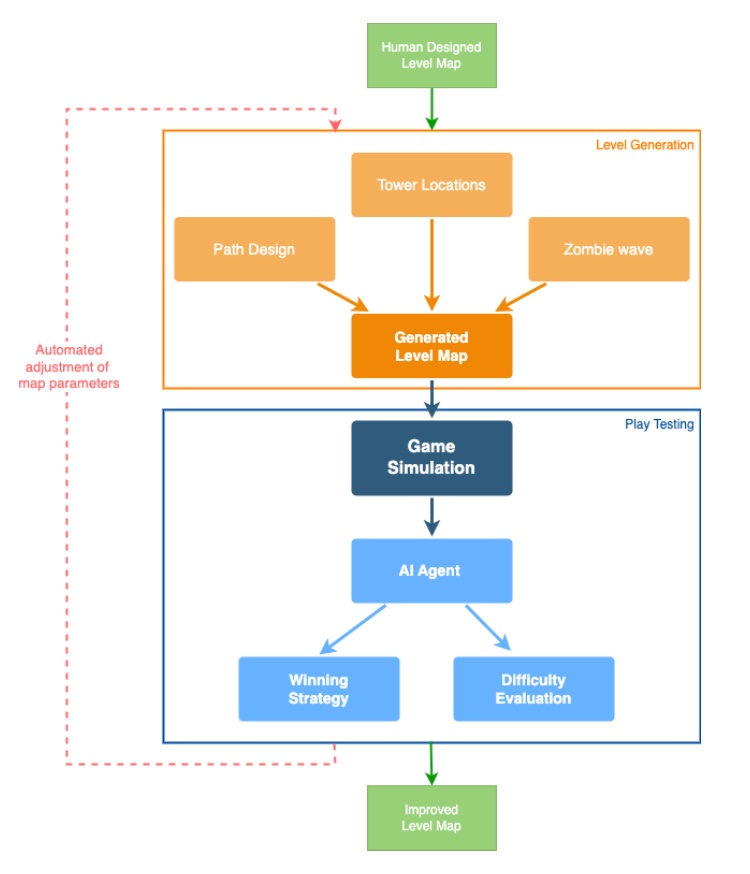 Human Designed
Level Map
Level Generation
Tower Locations
Path Design
Zombie wave
Generated
Level Map
Automated
adjustment of
map parameters
Play Testing
Game
Simulation
AI Agent
Winning
Strategy
Difficulty
Evaluation
Improved
Level Map